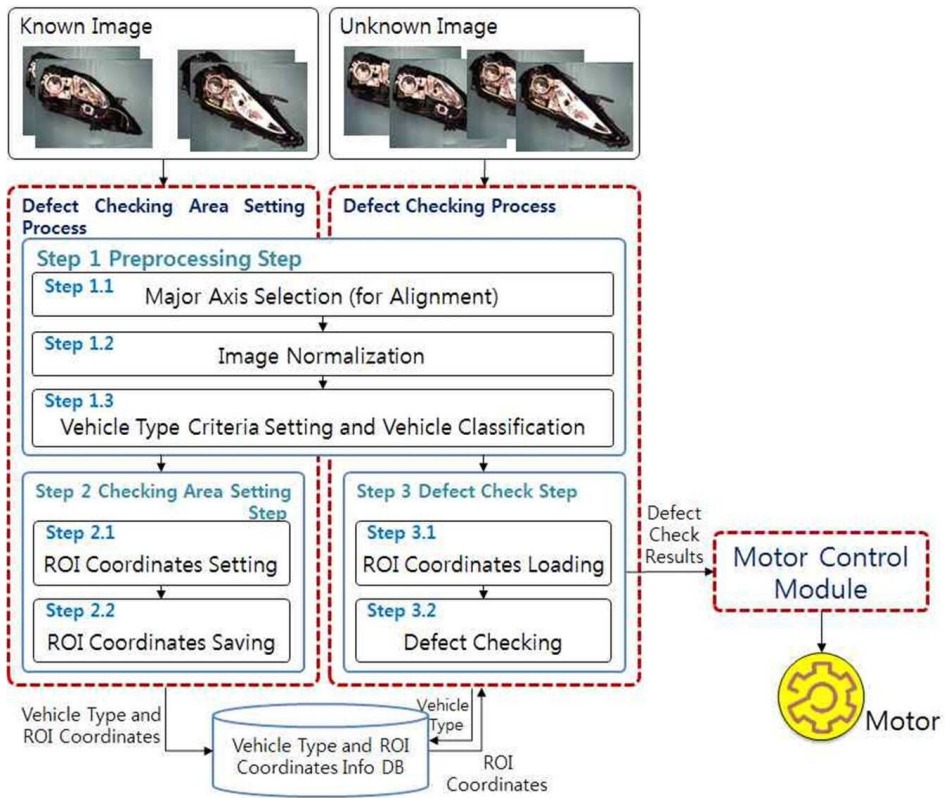 Known Image
Unknown Image
Defect Checking Area Setting
Process
Defect Checking Process
Step 1 Preprocessing Step
Step 1.1
Major Axis Selection (for Alignment)
Step 1.2
Image Normalization
Step 1.3
Vehicle Type Criteria Setting and Vehicle Classification
Step 2 Checking Area Setting
Step
Step 2.1
ROI Coordinates Setting
Step 2.2
ROI Coordinates Saving
Step 3 Defect Check Step
Step 3.1
ROI Coordinates Loading
Step 3.2
Defect Checking
Defect
Check
Results
Motor Control
Module
Motor
Vehicle Type and
ROI Coordinates
Vehicle Type and ROI
Coordinates Info DB
Vehicle
Type
ROI
Coordinates